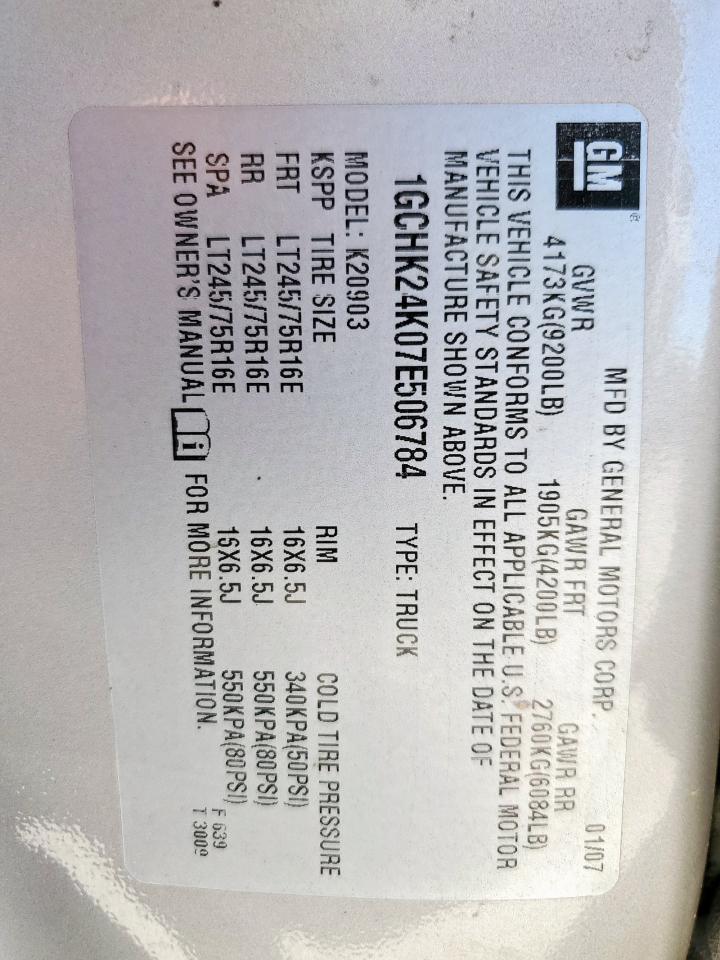 GM ®
MFD BY GENERAL MOTORS CORP. 01/07
GVWR GAWR FRT GAWR RR
4173KG(9200LB) 1905KG(4200LB) 2760KG(6084LB)
THIS VEHICLE CONFORMS TO ALL APPLICABLE U.S. FEDERAL MOTOR
VEHICLE SAFETY STANDARDS IN EFFECT ON THE DATE OF
MANUFACTURE SHOWN ABOVE.
1GCHK24K07E506784 TYPE: TRUCK
MODEL: K20903
KSPP TIRE SIZE RIM COLD TIRE PRESSURE
FRT LT245/75R16E 16X6.5J 340KPA(50PSI)
RR LT245/75R16E 16X6.5J 550KPA(80PSI)
SPA LT245/75R16E 16X6.5J 550KPA(80PSI)
SEE OWNER'S MANUAL i FOR MORE INFORMATION.
F 639
T